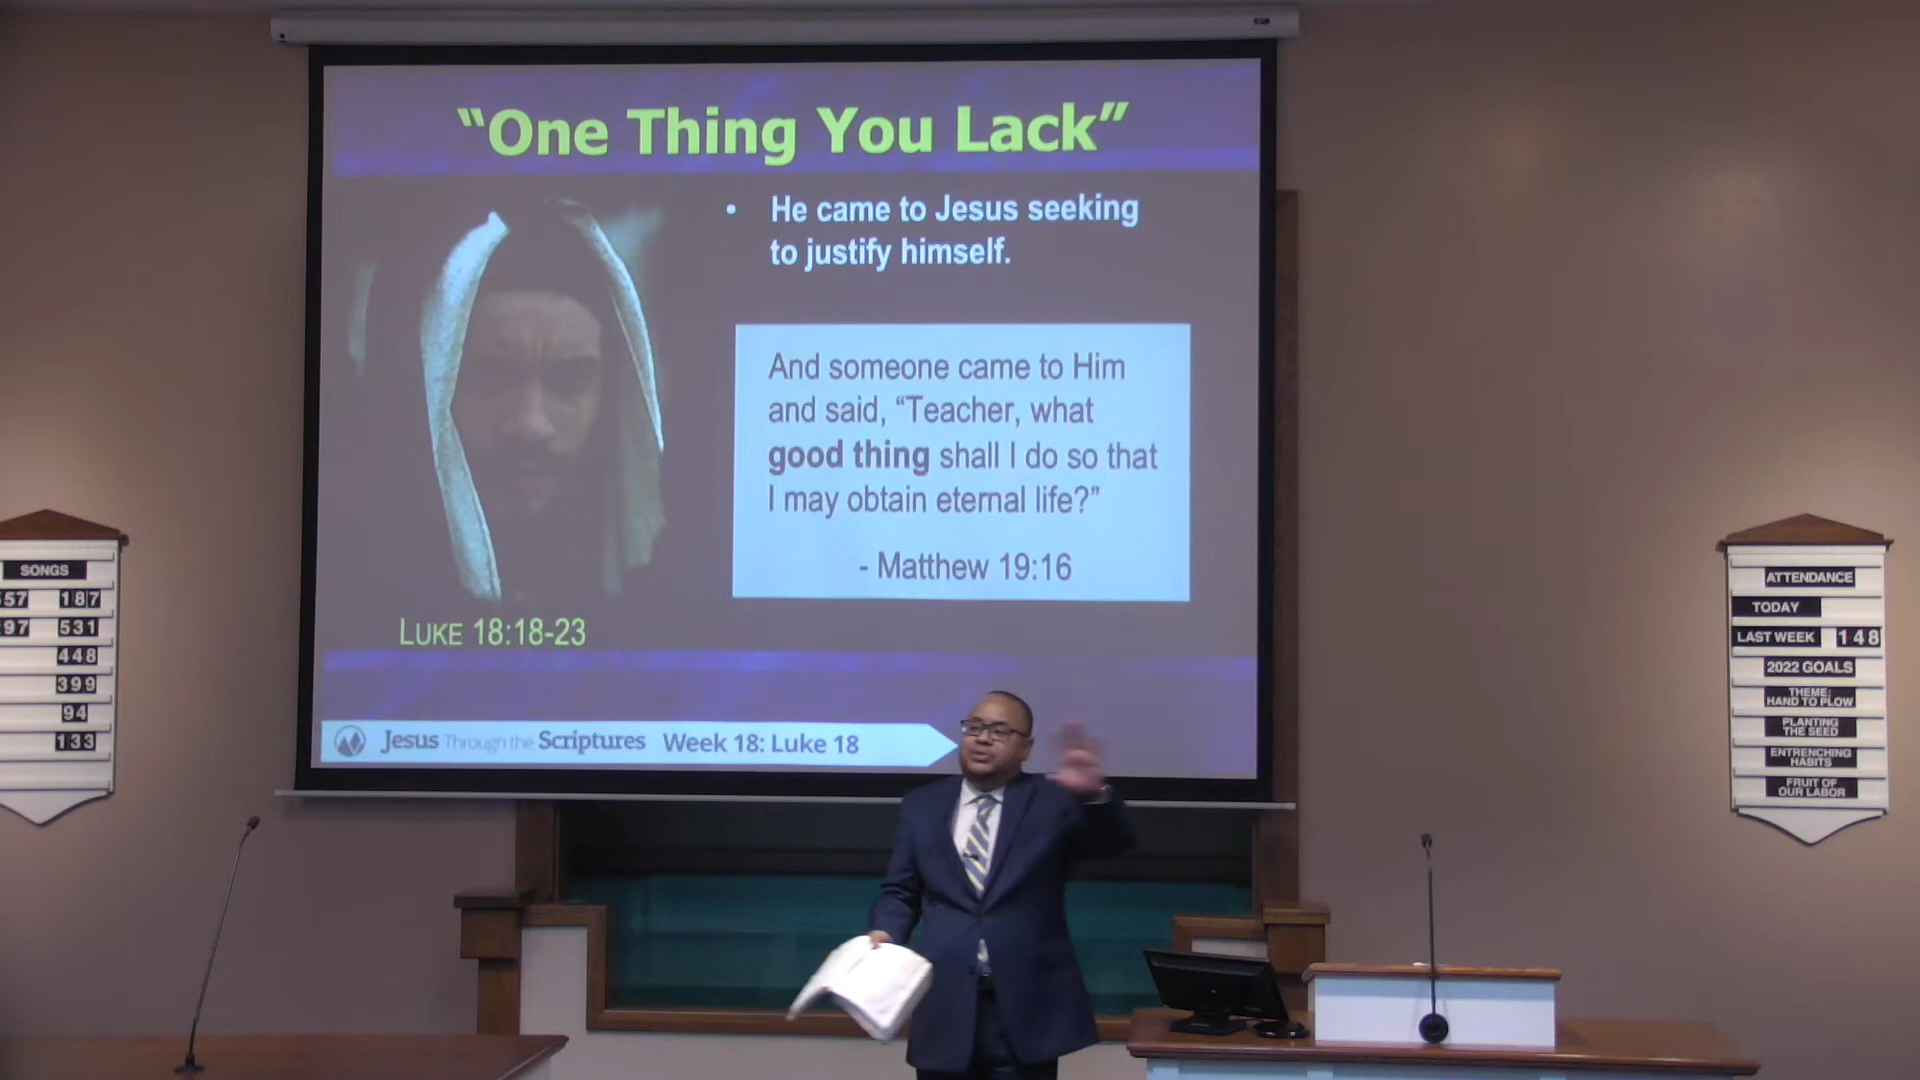 “One Thing You Lack”
• He came to Jesus seeking
to justify himself.
And someone came to Him
and said, “Teacher, what
good thing shall I do so that
I may obtain eternal life?”
- Matthew 19:16
LUKE 18:18-23
Jesus Through the Scriptures Week 18: Luke 18
SONGS
57 187
97 531
448
399
94
133
ATTENDANCE
TODAY
LAST WEEK 148
2022 GOALS
THEME:
HAND TO PLOW
PLANTING
THE SEED
ENTRENCHING
HABITS
FRUIT OF
OUR LABOR